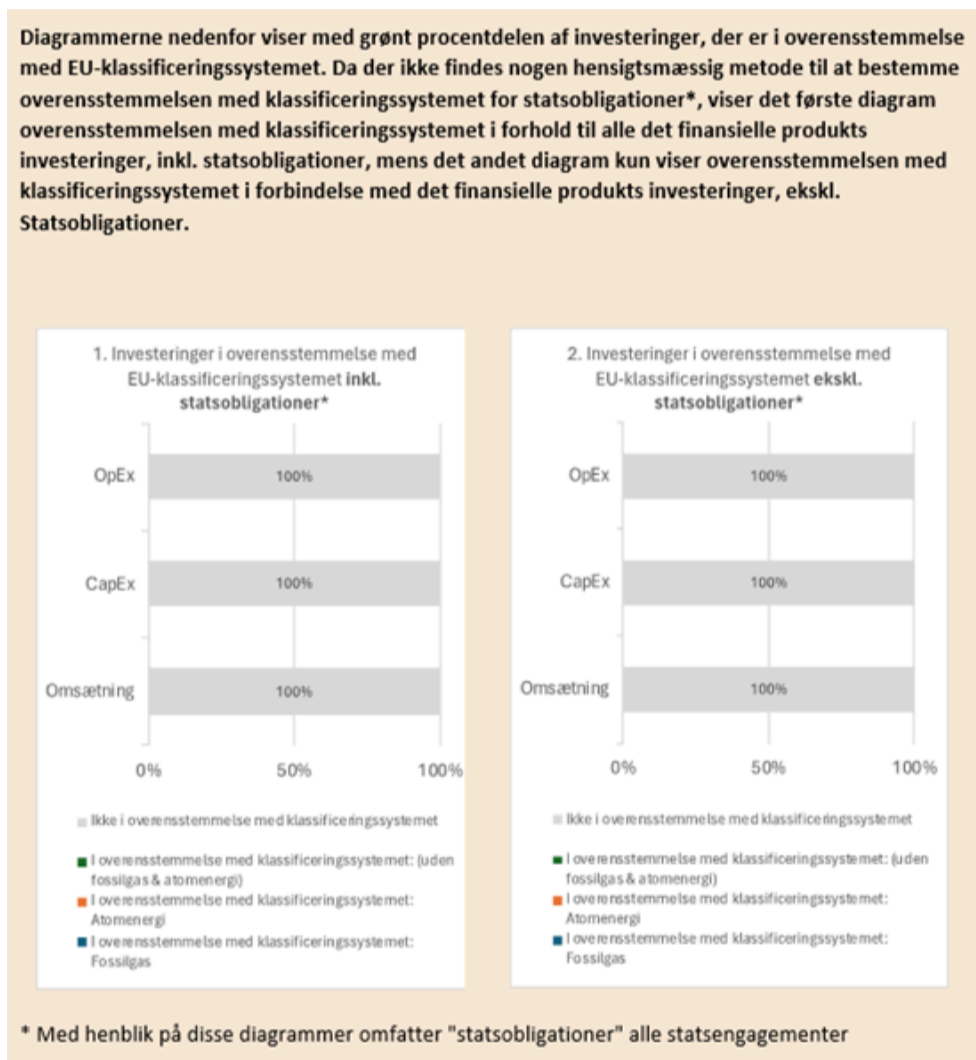 Diagrammerne nedenfor viser med grønt procentdelen af investeringer, der er i overensstemmelse
med EU-klassificeringssystemet. Da der ikke findes nogen hensigtsmæssig metode til at bestemme
overensstemmelsen med klassificeringssystemet for statsobligationer*, viser det første diagram
overensstemmelsen med klassificeringssystemet i forhold til alle det finansielle produkts
investeringer, inkl. statsobligationer, mens det andet diagram kun viser overensstemmelsen med
klassificeringssystemet i forbindelse med det finansielle produkts investeringer, ekskl.
Statsobligationer.
1. Investeringer i overensstemmelse med
EU-klassificeringssystemet inkl.
statsobligationer*
OpEx
100%
CapEx
100%
Omsætning
100%
0% 50% 100%
Ikke i overensstemmelse med klassificeringssystemet
I overensstemmelse med klassificeringssystemet: (uden
fossilgas & atomenergi)
I overensstemmelse med klassificeringssystemet:
Atomenergi
I overensstemmelse med klassificeringssystemet:
Fossilgas
2. Investeringer i overensstemmelse med
EU-klassificeringssystemet ekskl.
statsobligationer*
OpEx
100%
CapEx
100%
Omsætning
100%
0% 50% 100%
Ikke i overensstemmelse med klassificeringssystemet
I overensstemmelse med klassificeringssystemet: (uden
fossilgas & atomenergi)
I overensstemmelse med klassificeringssystemet:
Atomenergi
I overensstemmelse med klassificeringssystemet:
Fossilgas
* Med henblik på disse diagrammer omfatter "statsobligationer" alle statsengagementer